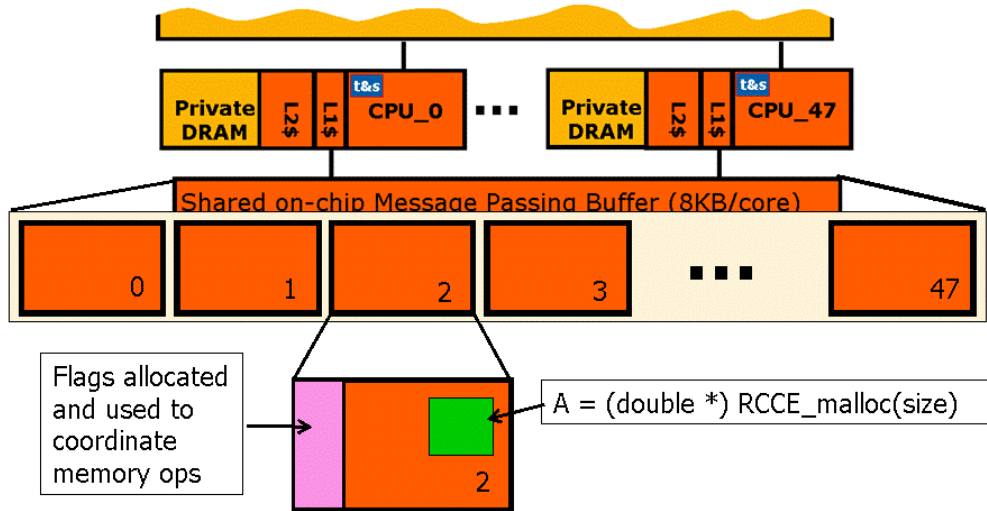 t&s
Private
DRAM
L2$
L1$
CPU_0
...
t&s
Private
DRAM
L2$
L1$
CPU_47
Shared on-chip Message Passing Buffer (8KB/core)
0
1
2
3
...
47
Flags allocated
and used to
coordinate
memory ops
A = (double *) RCCE_malloc(size)
2